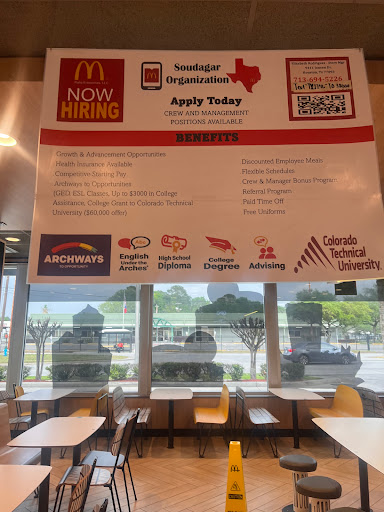 NOW
HIRING
Soudagar
Organization
Apply Today
CREW AND MANAGEMENT
POSITIONS AVAILABLE
713-694-5226
BENEFITS
Growth & Advancement Opportunities
Health Insurance Available
Competitive Starting Pay
Archways to Opportunities
(GED, ESL Classes, Up to $3000 in College
Assistance, College Grant to Colorado Technical
University ($60,000 offer)
Discounted Employee Meals
Flexible Schedules
Crew & Manager Bonus Program
Referral Program
Paid Time Off
Free Uniforms
ARCHWAYS
TO OPPORTUNITY
English
Under the
Arches
High School
Diploma
College
Degree
Advising
Colorado
Technical
University